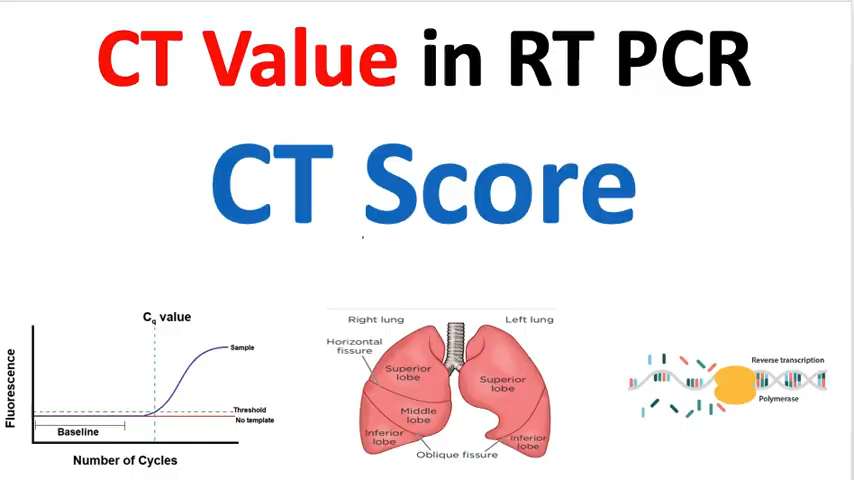 CT Value in RT PCR
CT Score
Cq value
Sample
Fluorescence
Threshold
No template
Baseline
Number of Cycles
Right lung
Left lung
Horizontal
fissure
Superior
lobe
Superior
lobe
Middle
lobe
Inferior
lobe
Inferior
lobe
Oblique fissure
Reverse transcription
Polymerase